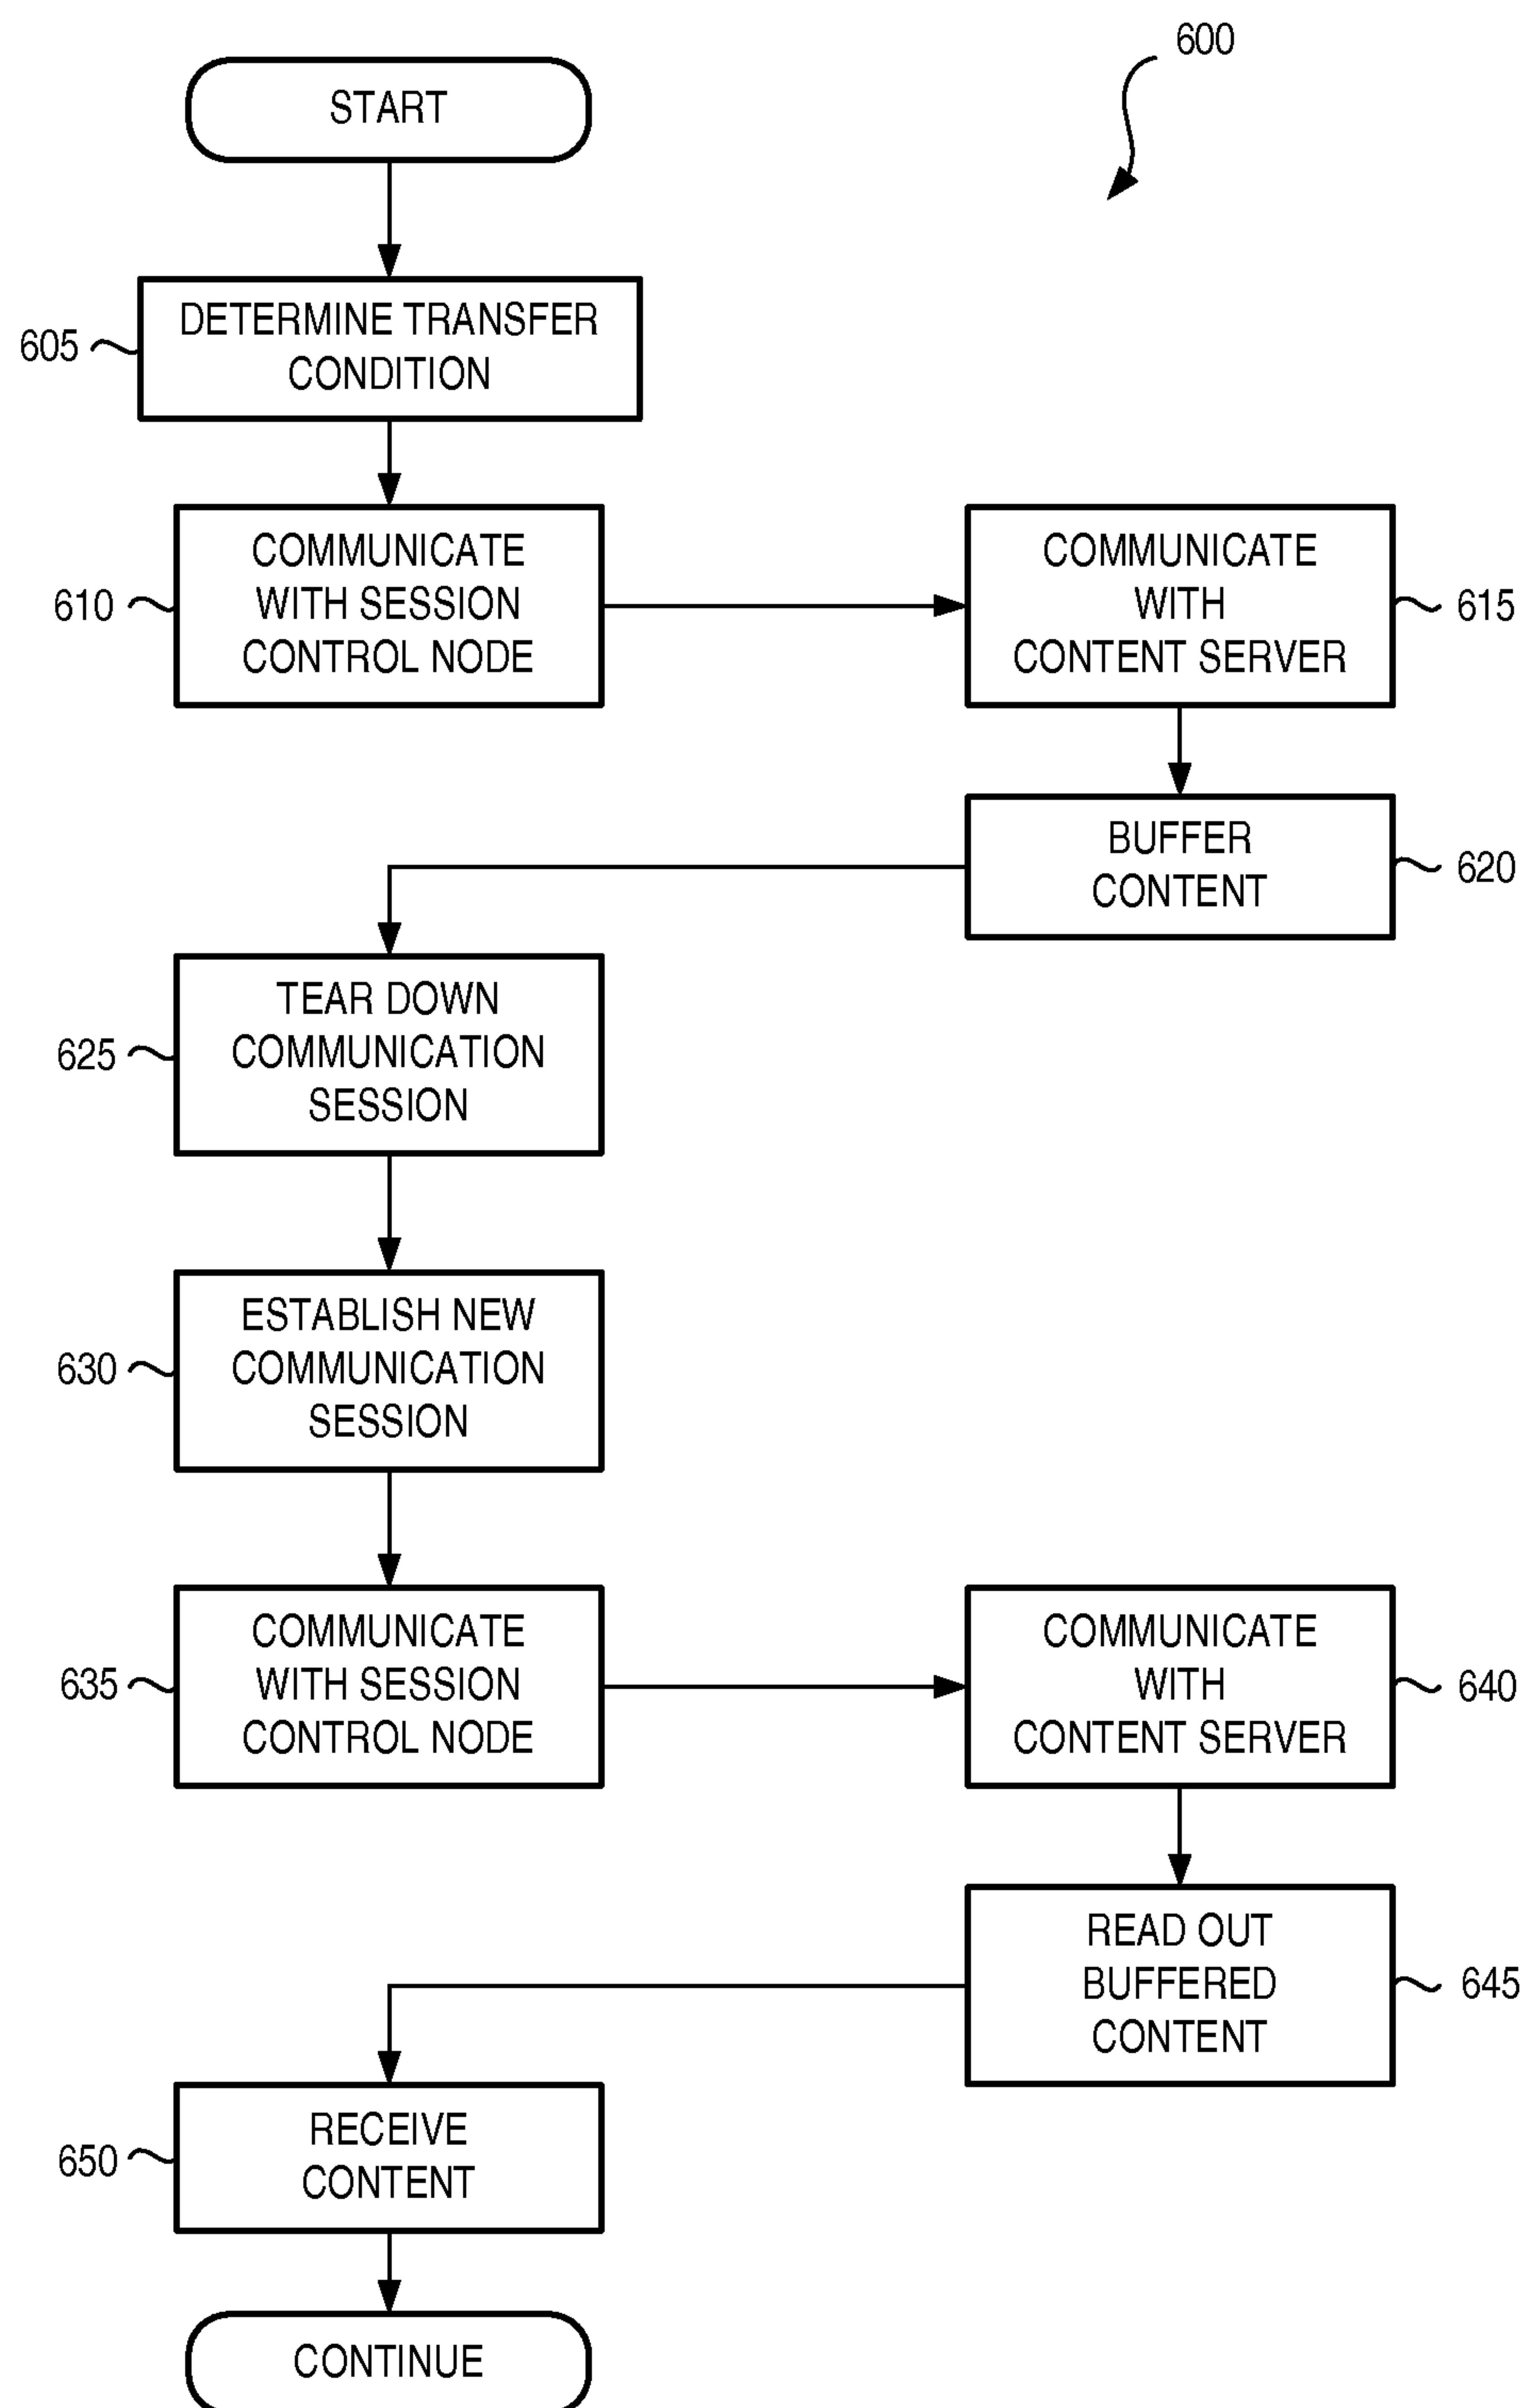 600
START
605
DETERMINE TRANSFER
CONDITION
610
COMMUNICATE
WITH SESSION
CONTROL NODE
COMMUNICATE
WITH
CONTENT SERVER
615
BUFFER
CONTENT
620
625
TEAR DOWN
COMMUNICATION
SESSION
630
ESTABLISH NEW
COMMUNICATION
SESSION
635
COMMUNICATE
WITH SESSION
CONTROL NODE
COMMUNICATE
WITH
CONTENT SERVER
640
READ OUT
BUFFERED
CONTENT
645
650
RECEIVE
CONTENT
CONTINUE